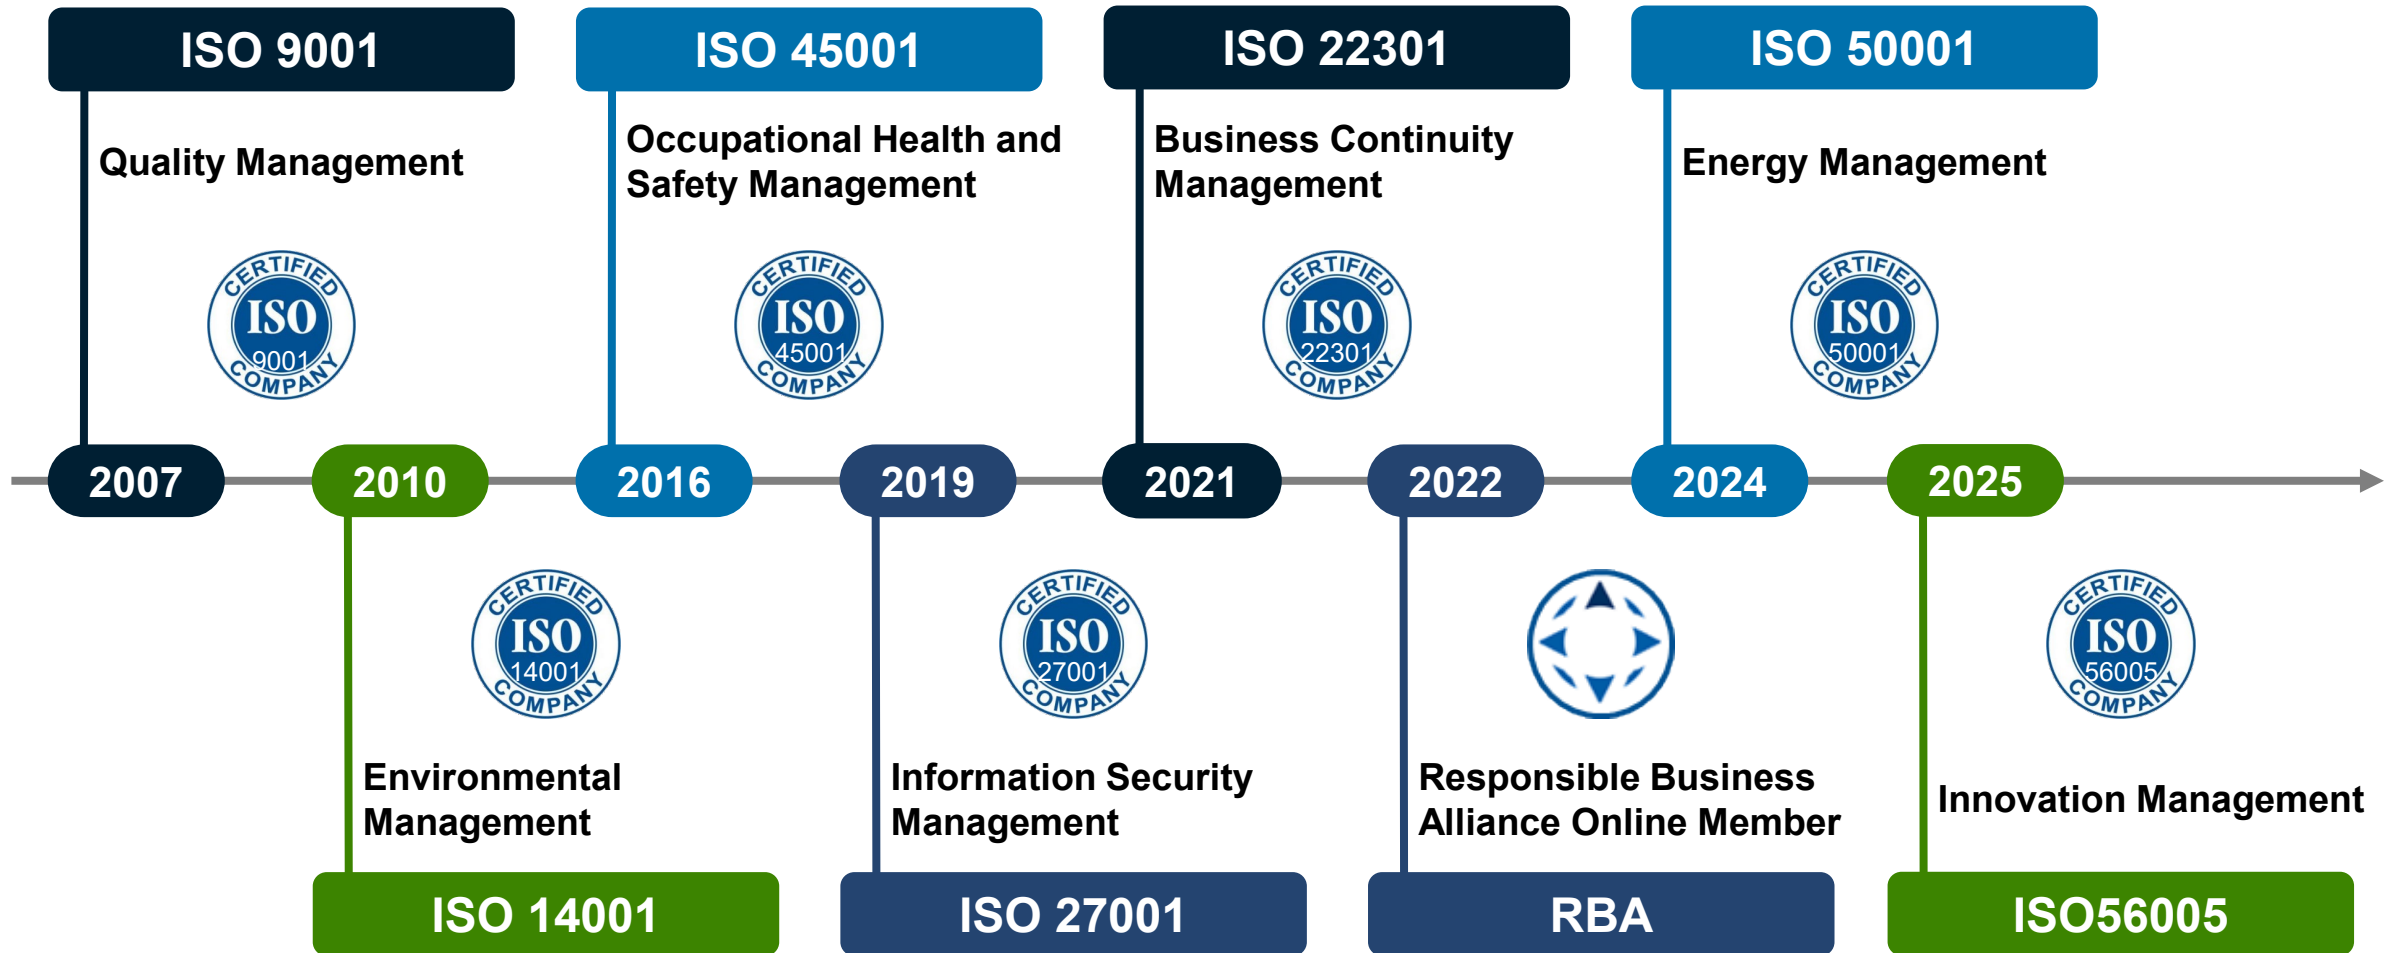 ISO 9001
ISO 45001
ISO 22301
ISO 50001
Quality Management
Occupational Health and
Safety Management
Business Continuity
Management
Energy Management
CERTIFIED
ISO
9001
COMPANY
CERTIFIED
ISO
45001
COMPANY
CERTIFIED
ISO
22301
COMPANY
CERTIFIED
ISO
50001
COMPANY
2007
2010
2016
2019
2021
2022
2024
2025
CERTIFIED
ISO
14001
COMPANY
CERTIFIED
ISO
27001
COMPANY
CERTIFIED
ISO
56005
COMPANY
Environmental
Management
Information Security
Management
Responsible Business
Alliance Online Member
Innovation Management
ISO 14001
ISO 27001
RBA
ISO56005